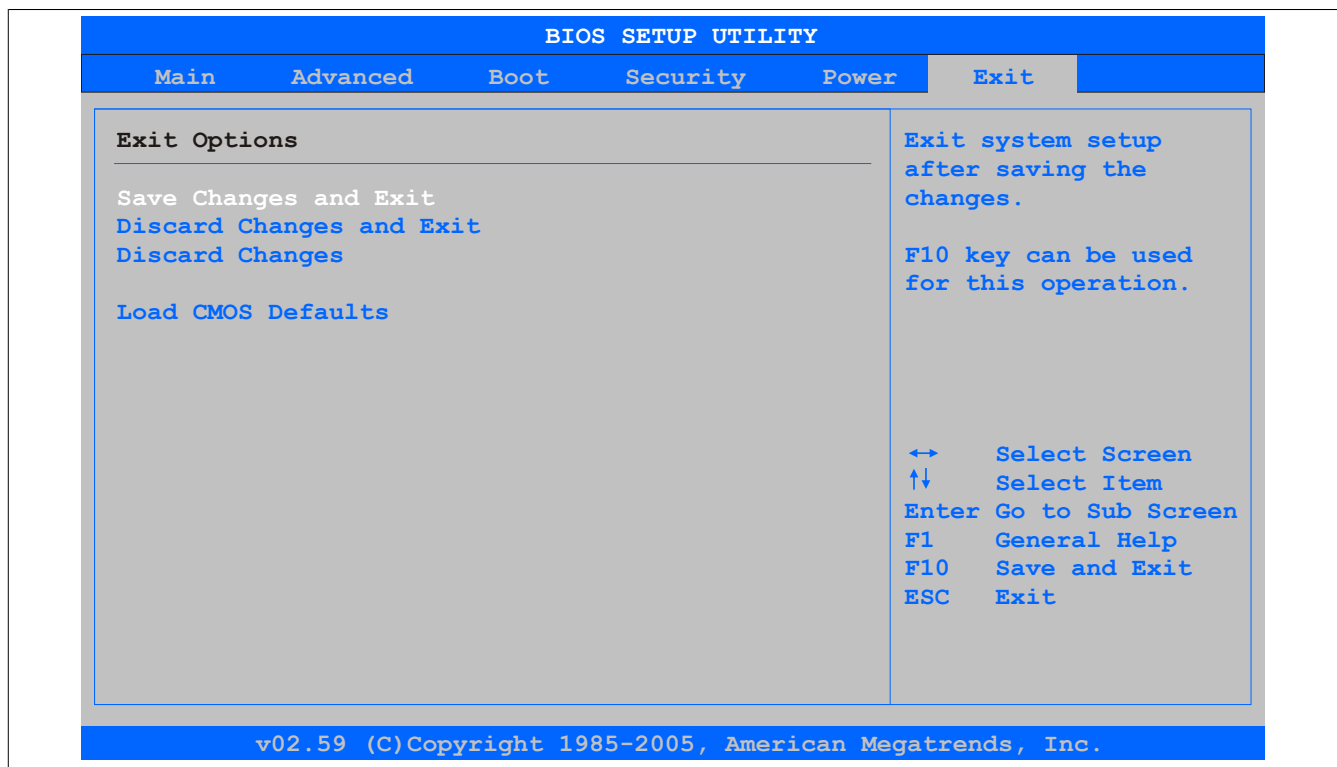 BIOS SETUP UTILITY
Main Advanced Boot Security Power Exit
Exit Options
Save Changes and Exit
Discard Changes and Exit
Discard Changes
Load CMOS Defaults
Exit system setup
after saving the
changes.
F10 key can be used
for this operation.
↔ Select Screen
↑↓ Select Item
Enter Go to Sub Screen
F1 General Help
F10 Save and Exit
ESC Exit
v02.59 (C)Copyright 1985-2005, American Megatrends, Inc.